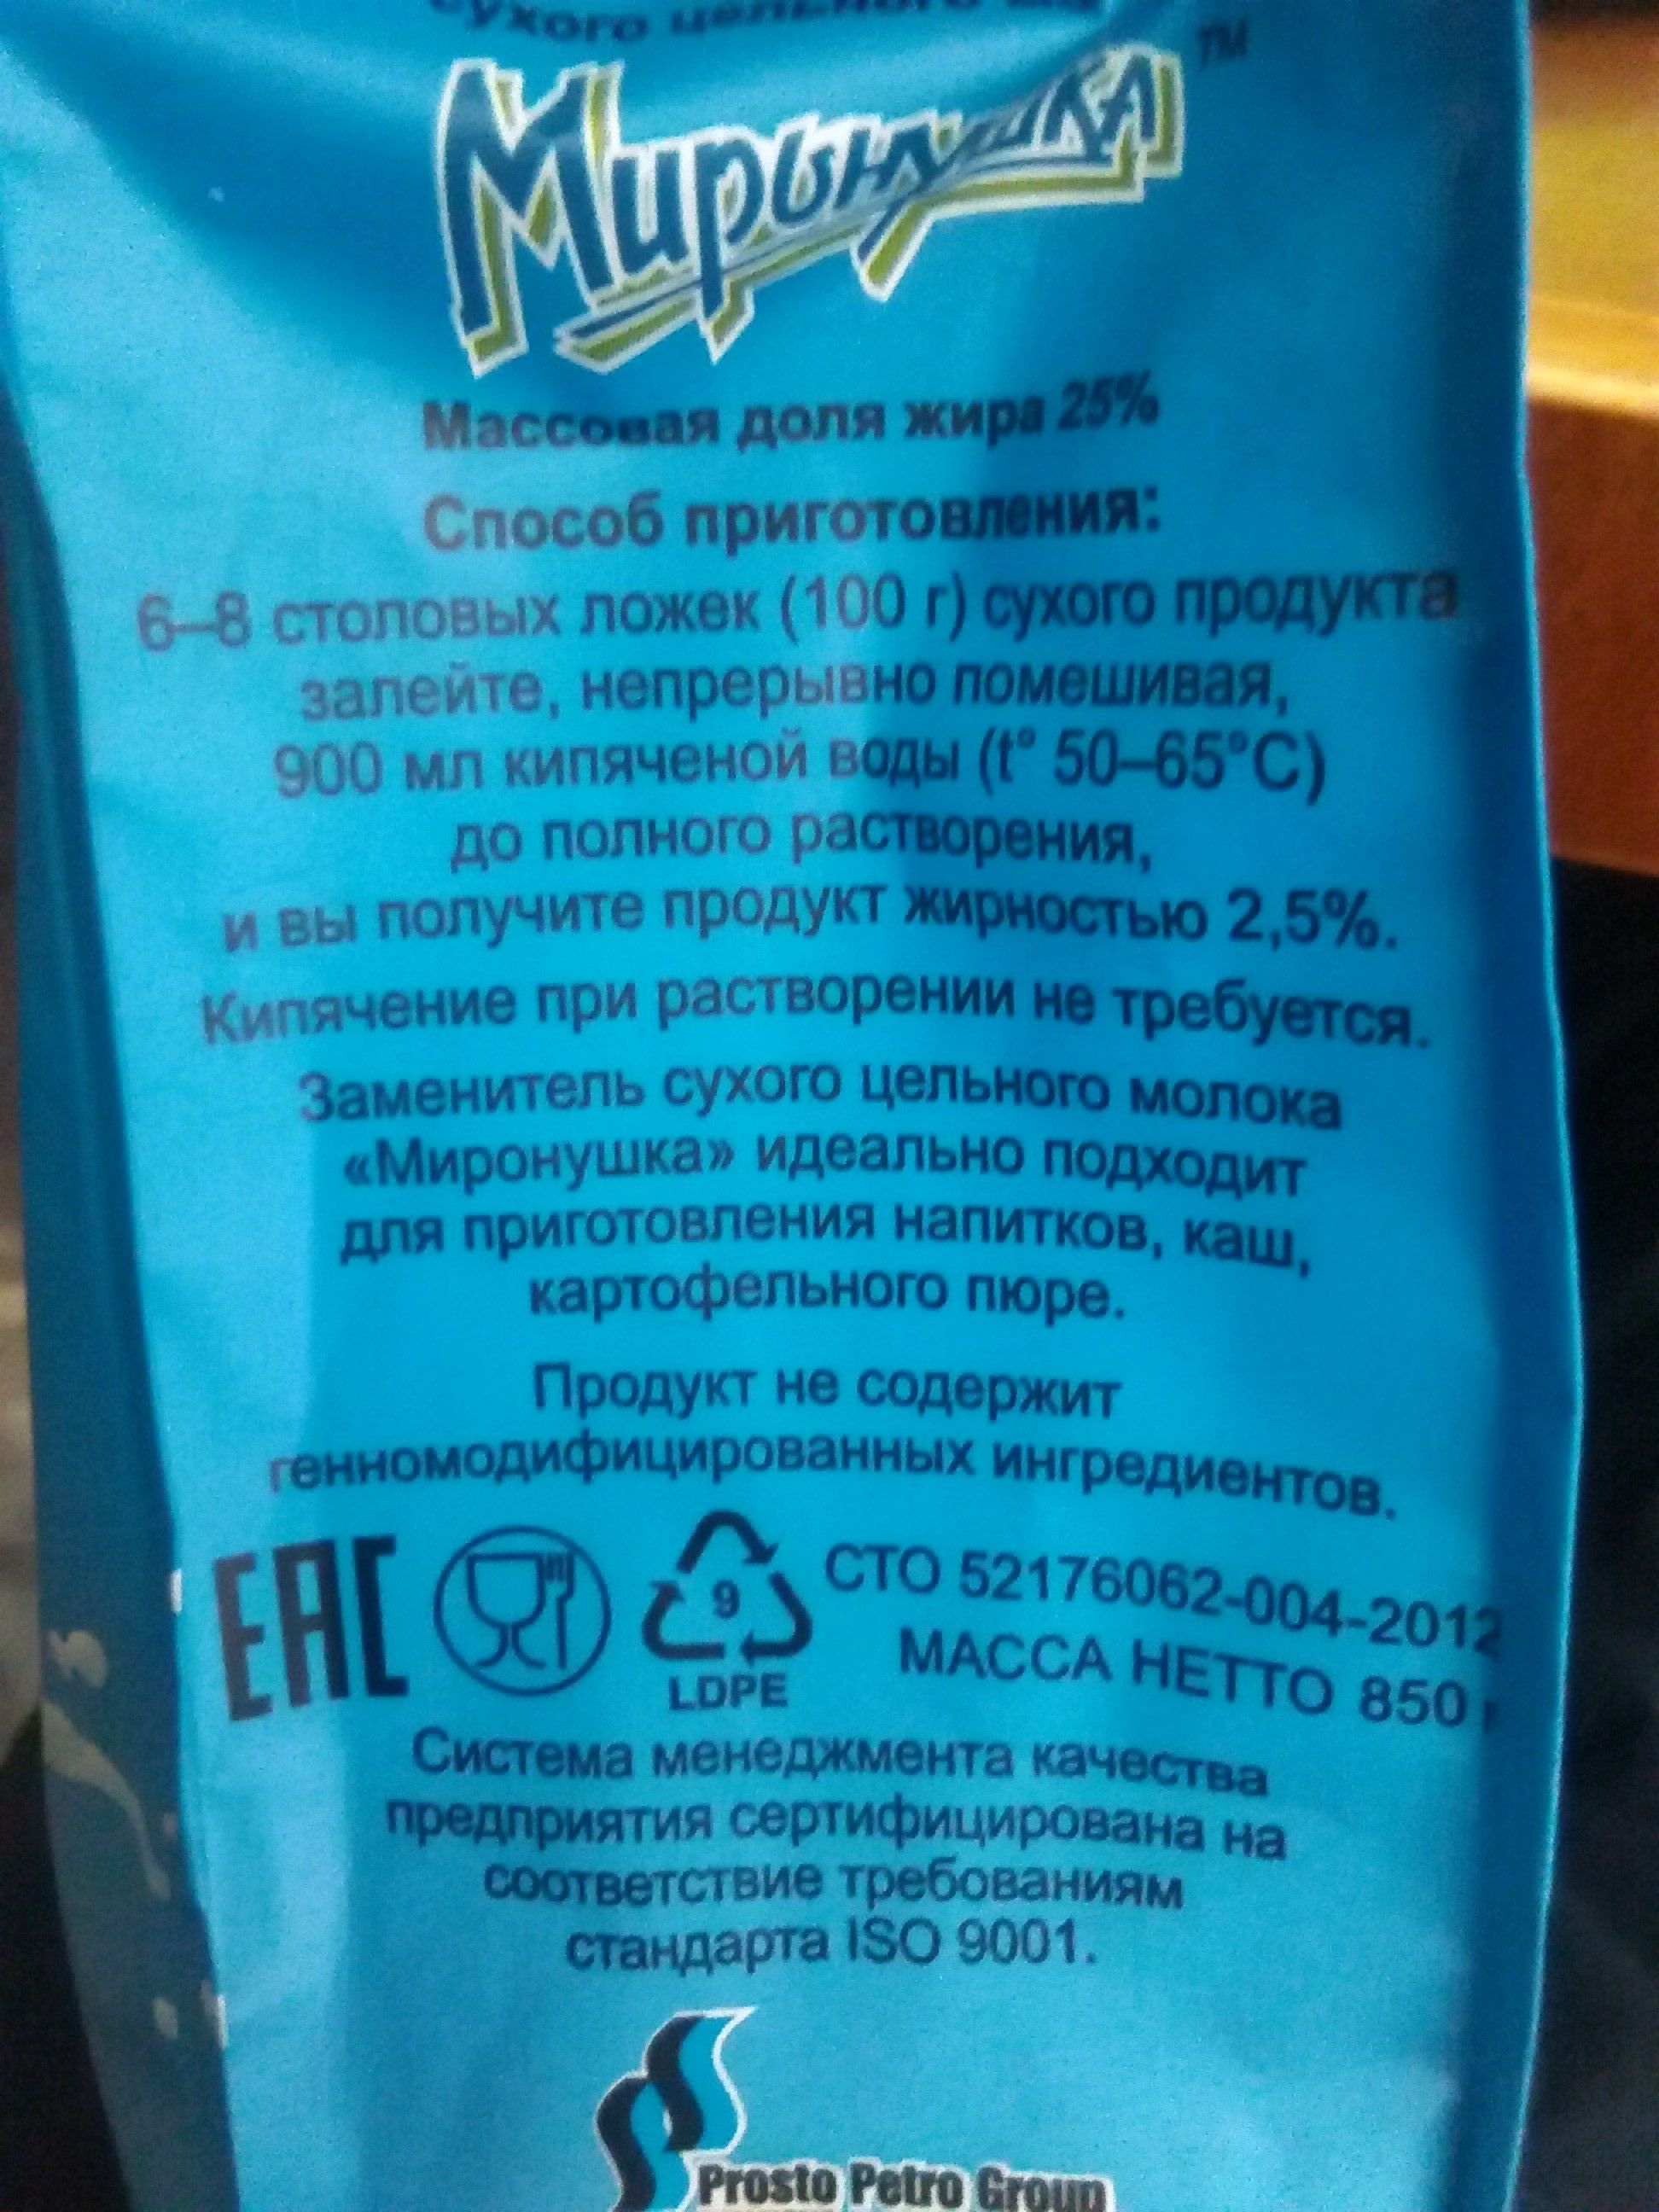 сухого цельного
Миронушка™
Массовая доля жира 25%
Способ приготовления:
6–8 столовых ложек (100 г) сухого продукта
залейте, непрерывно помешивая,
900 мл кипяченой воды (t° 50–65°С)
до полного растворения,
и вы получите продукт жирностью 2,5%.
Кипячение при растворении не требуется.
Заменитель сухого цельного молока
«Миронушка» идеально подходит
для приготовления напитков, каш,
картофельного пюре.
Продукт не содержит
генномодифицированных ингредиентов.
ЕАС
9
LDPE
СТО 52176062-004-2012
МАССА НЕТТО 850 г
Система менеджмента качества
предприятия сертифицирована на
соответствие требованиям
стандарта ISO 9001.
Prosto Petro Group